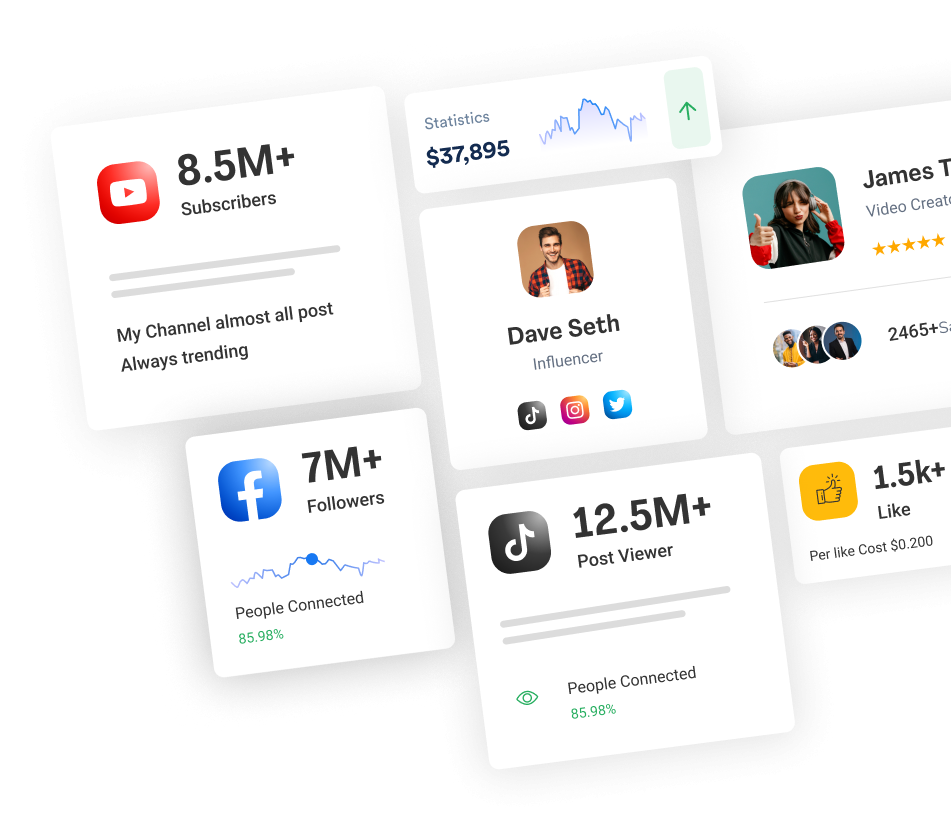 8.5M+
Subscribers
My Channel almost all post
Always trending
Statistics
$37,895
Dave Seth
Influencer
James T
Video Creato
2465+Sa
7M+
Followers
People Connected
85.98%
12.5M+
Post Viewer
People Connected
85.98%
1.5k+
Like
Per like Cost $0.200